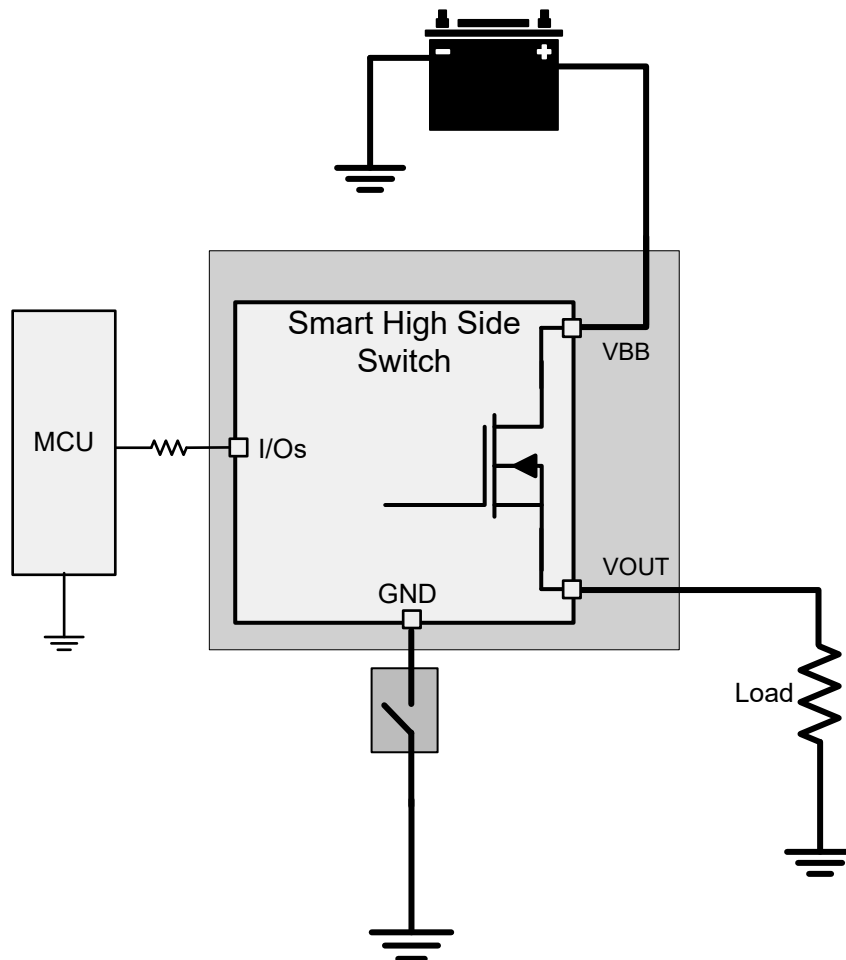 Smart High Side
Switch
VBB
MCU
I/Os
VOUT
GND
Load